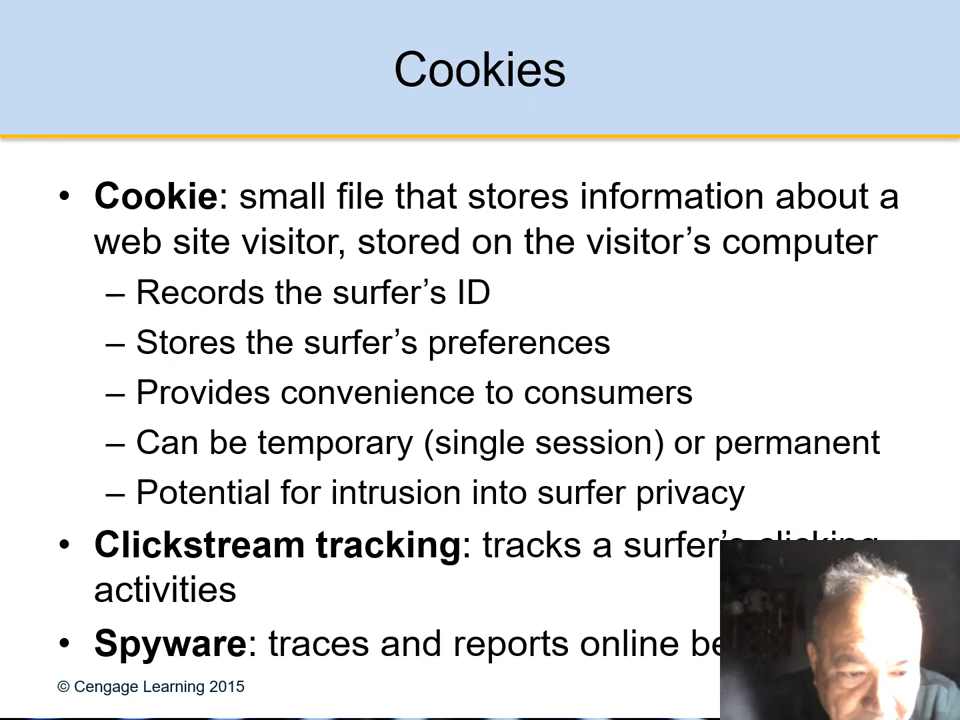 Cookies
• Cookie: small file that stores information about a
web site visitor, stored on the visitor’s computer
– Records the surfer’s ID
– Stores the surfer’s preferences
– Provides convenience to consumers
– Can be temporary (single session) or permanent
– Potential for intrusion into surfer privacy
• Clickstream tracking: tracks a surfer’s clicking
activities
• Spyware: traces and reports online
© Cengage Learning 2015